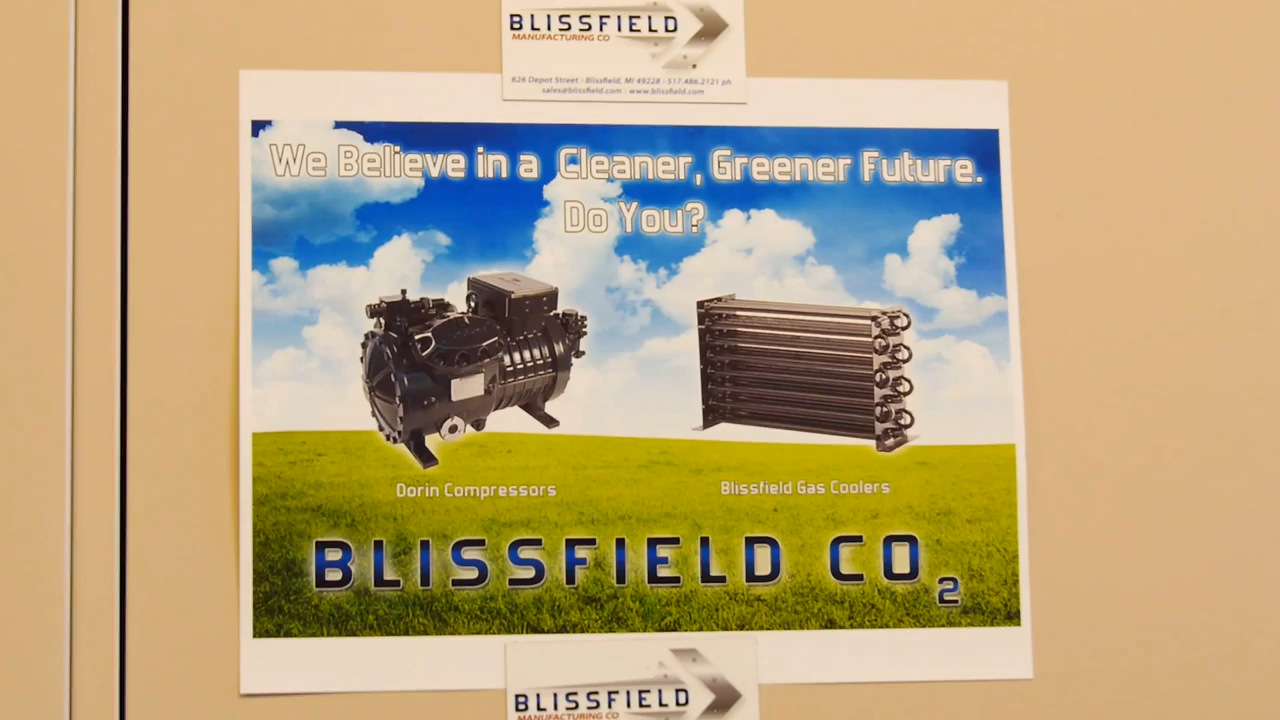 BLISSFIELD
MANUFACTURING CO
626 Depot Street · Blissfield, MI 49228 · 517.486.2121 ph
sales@blissfield.com · www.blissfield.com
We Believe in a Cleaner, Greener Future.
Do You?
Dorin Compressors
Blissfield Gas Coolers
BLISSFIELD CO2
BLISSFIELD
MANUFACTURING CO